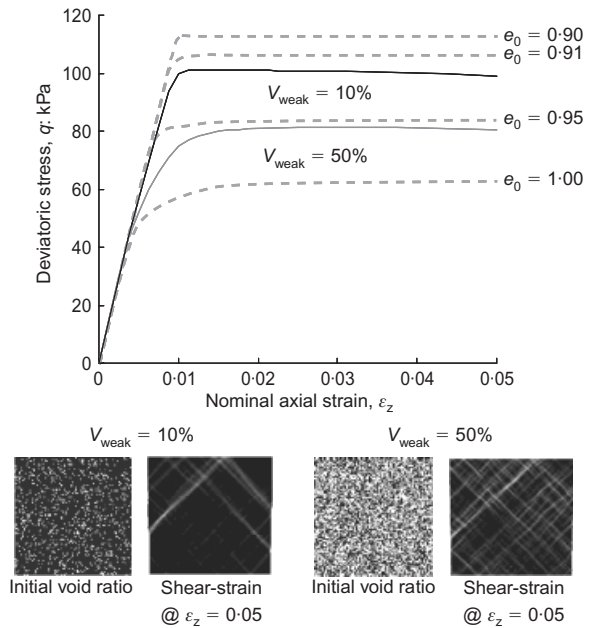 120
100
80
60
40
20
0
Deviatoric stress, q: kPa
e0 = 0·90
e0 = 0·91
Vweak = 10%
e0 = 0·95
Vweak = 50%
e0 = 1·00
0 0·01 0·02 0·03 0·04 0·05
Nominal axial strain, εz
Vweak = 10% Vweak = 50%
Initial void ratio Shear-strain Initial void ratio Shear-strain
@ εz = 0·05 @ εz = 0·05